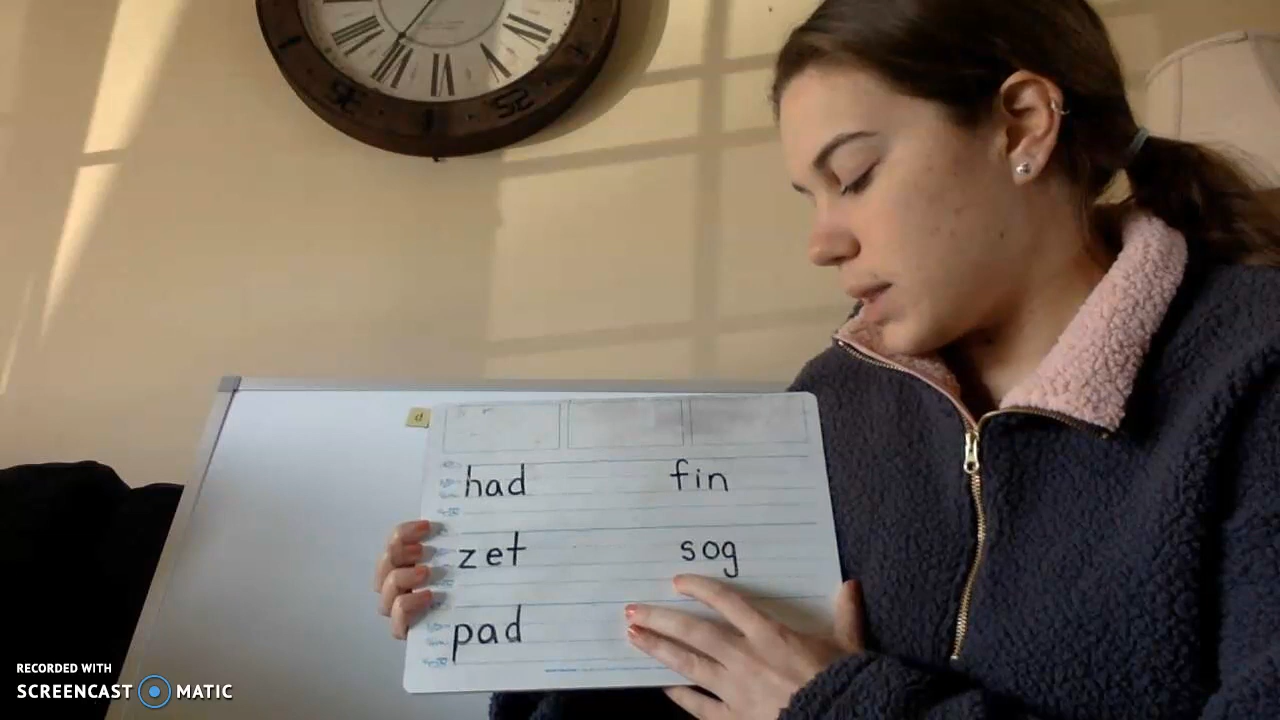 d
had fin
zet sog
pad
RECORDED WITH
SCREENCAST MATIC